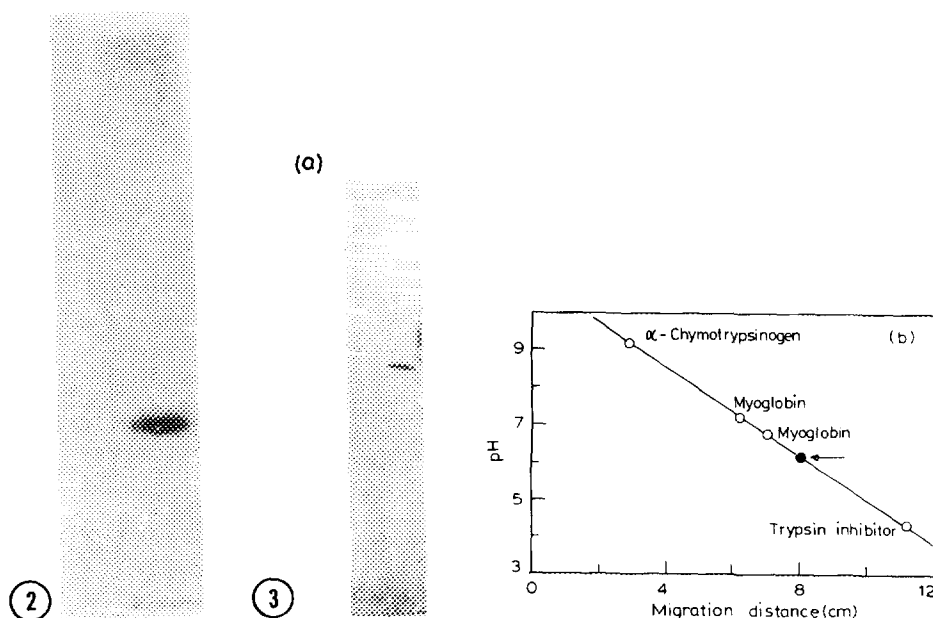 (a)
2
3
(b)
α-Chymotrypsinogen
Myoglobin
Myoglobin
Trypsin inhibitor
pH
9
7
5
3
0
4
8
12
Migration distance(cm)